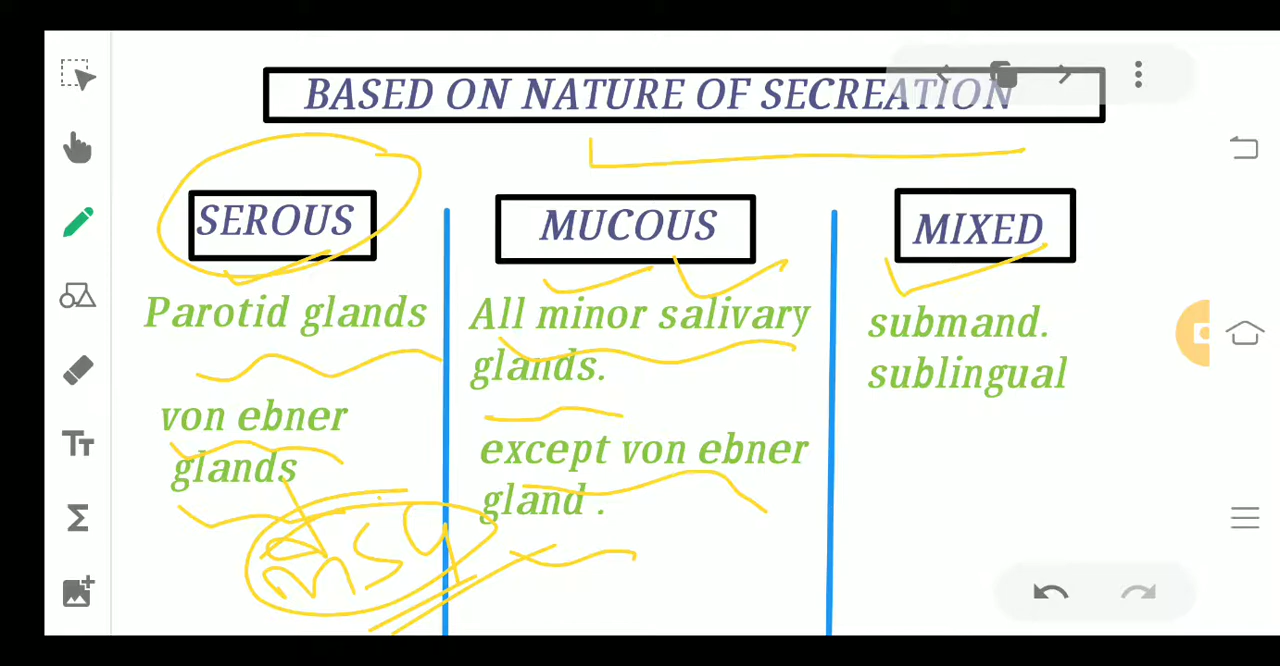 BASED ON NATURE OF SECREATION
SEROUS
Parotid glands
von ebner
glands
MUCOUS
All minor salivary
glands.
except von ebner
gland .
MIXED
submand.
sublingual
Tт
Σ